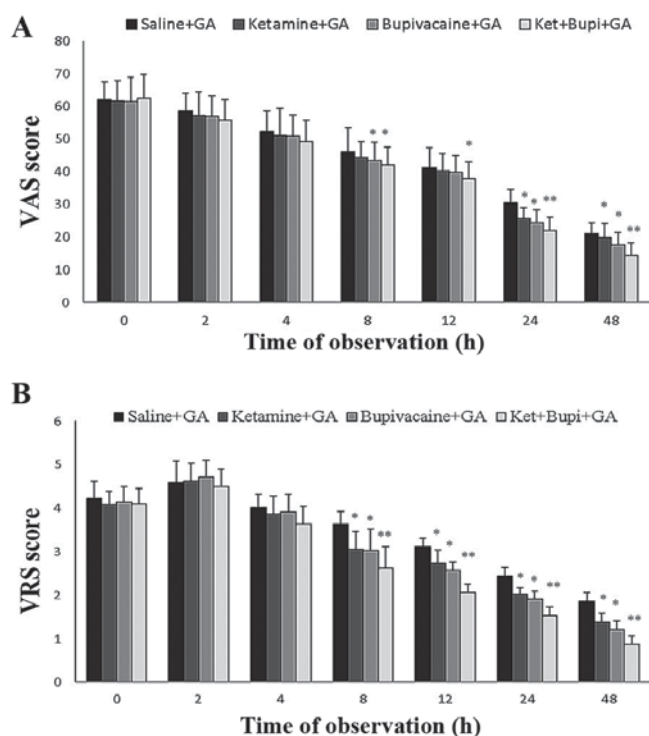 A
Saline+GA Ketamine+GA Bupivacaine+GA Ket+Bupi+GA
VAS score
80
70
60
50
40
30
20
10
0
* *
*
* * **
* * **
0 2 4 8 12 24 48
Time of observation (h)
B
Saline+GA Ketamine+GA Bupivacaine+GA Ket+Bupi+GA
VRS score
6
5
4
3
2
1
0
* * **
* * **
* * **
* * **
0 2 4 8 12 24 48
Time of observation (h)